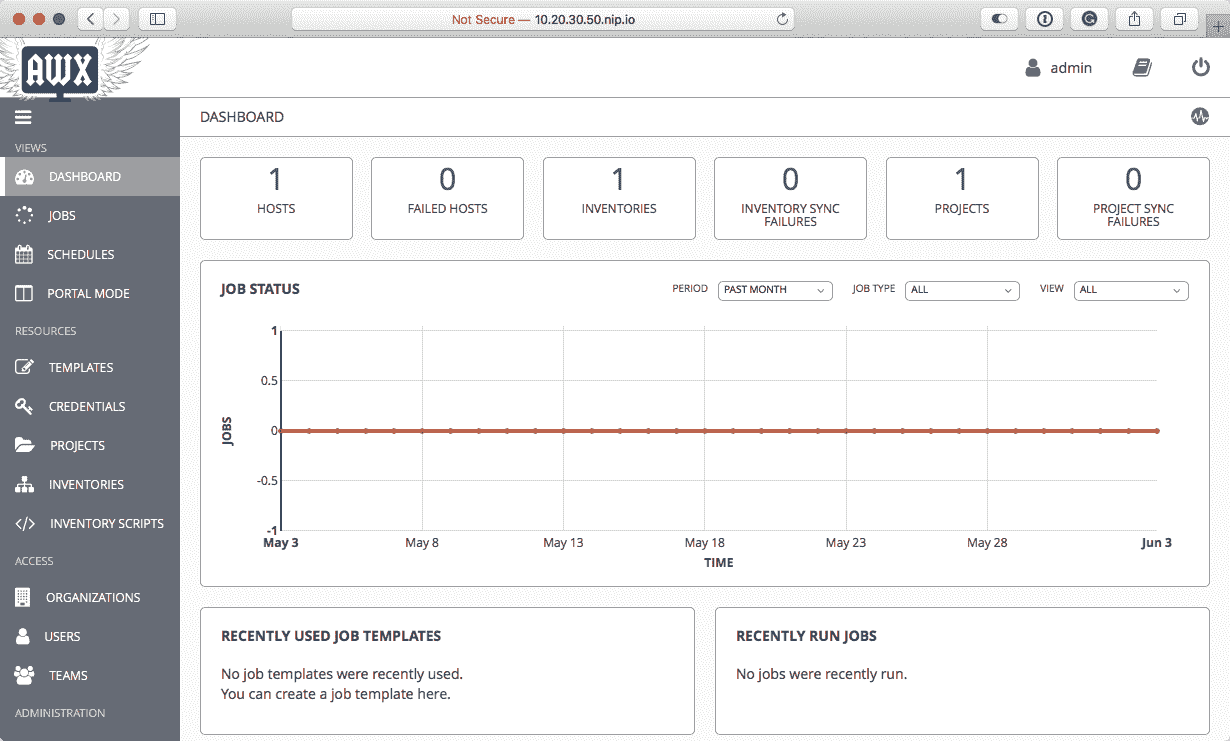 Not Secure — 10.20.30.50.nip.io
AWX
admin
VIEWS
DASHBOARD
JOBS
SCHEDULES
PORTAL MODE
RESOURCES
TEMPLATES
CREDENTIALS
PROJECTS
INVENTORIES
INVENTORY SCRIPTS
ACCESS
ORGANIZATIONS
USERS
TEAMS
ADMINISTRATION
DASHBOARD
1
HOSTS
0
FAILED HOSTS
1
INVENTORIES
0
INVENTORY SYNC
FAILURES
1
PROJECTS
0
PROJECT SYNC
FAILURES
JOB STATUS
PERIOD PAST MONTH JOB TYPE ALL VIEW ALL
1
0.5
0
-0.5
-1
JOBS
May 3 May 8 May 13 May 18 May 23 May 28 Jun 3
TIME
RECENTLY USED JOB TEMPLATES
No job templates were recently used.
You can create a job template here.
RECENTLY RUN JOBS
No jobs were recently run.